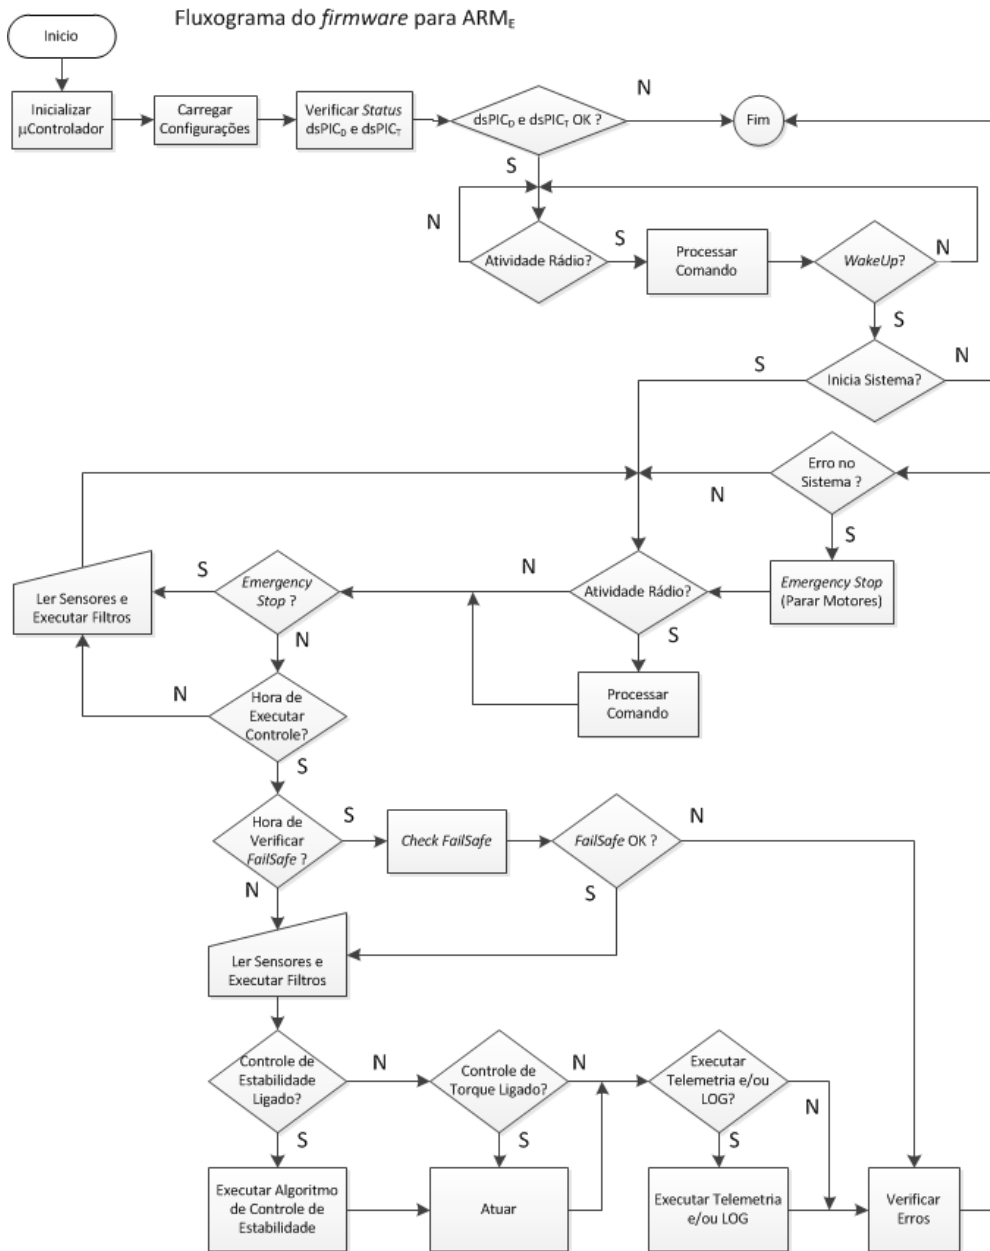 Fluxograma do firmware para ARME
Inicio
Inicializar
µControlador
Carregar
Configurações
Verificar Status
dsPICD e dsPICT
dsPICD e dsPICT OK ?
N
Fim
S
N
Atividade Rádio?
S
Processar
Comando
WakeUp?
N
S
S
Inicia Sistema?
N
Erro no
Sistema ?
N
S
Emergency Stop
(Parar Motores)
Atividade Rádio?
N
S
Processar
Comando
Emergency
Stop ?
S
N
Ler Sensores e
Executar Filtros
N
Hora de
Executar
Controle?
S
Hora de
Verificar
FailSafe ?
S
Check FailSafe
FailSafe OK ?
N
N
S
Ler Sensores e
Executar Filtros
Controle de
Estabilidade
Ligado?
N
Controle de
Torque Ligado?
N
Executar
Telemetria e/ou
LOG?
N
S
S
S
Executar Algoritmo
de Controle de
Estabilidade
Atuar
Executar Telemetria
e/ou LOG
Verificar
Erros